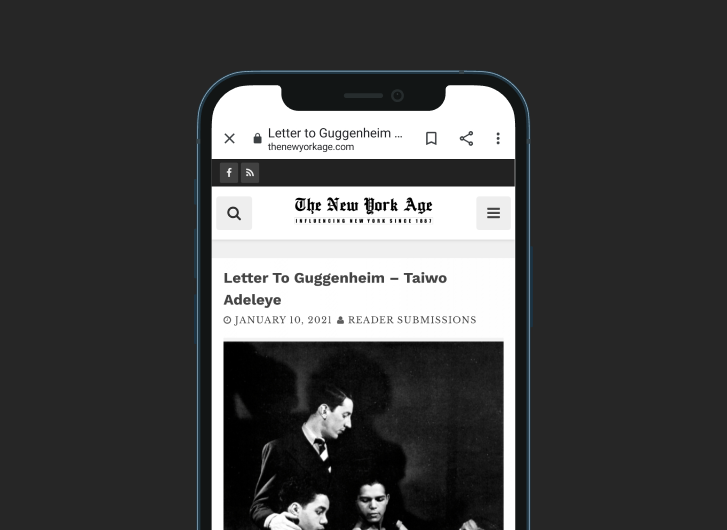 Letter to Guggenheim ...
thenewyorkage.com
The New York Age
INFLUENCING NEW YORK SINCE 1887
Letter To Guggenheim – Taiwo
Adeleye
JANUARY 10, 2021 READER SUBMISSIONS